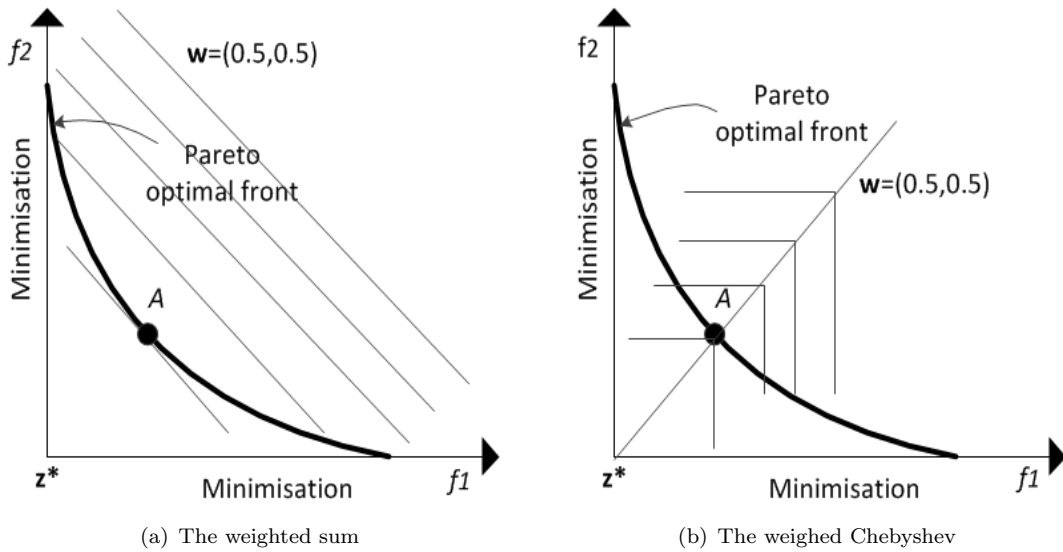 f2
w=(0.5,0.5)
Pareto
optimal front
Minimisation
A
z*
Minimisation
f1
(a) The weighted sum
f2
Pareto
optimal front
w=(0.5,0.5)
Minimisation
A
z*
Minimisation
f1
(b) The weighed Chebyshev